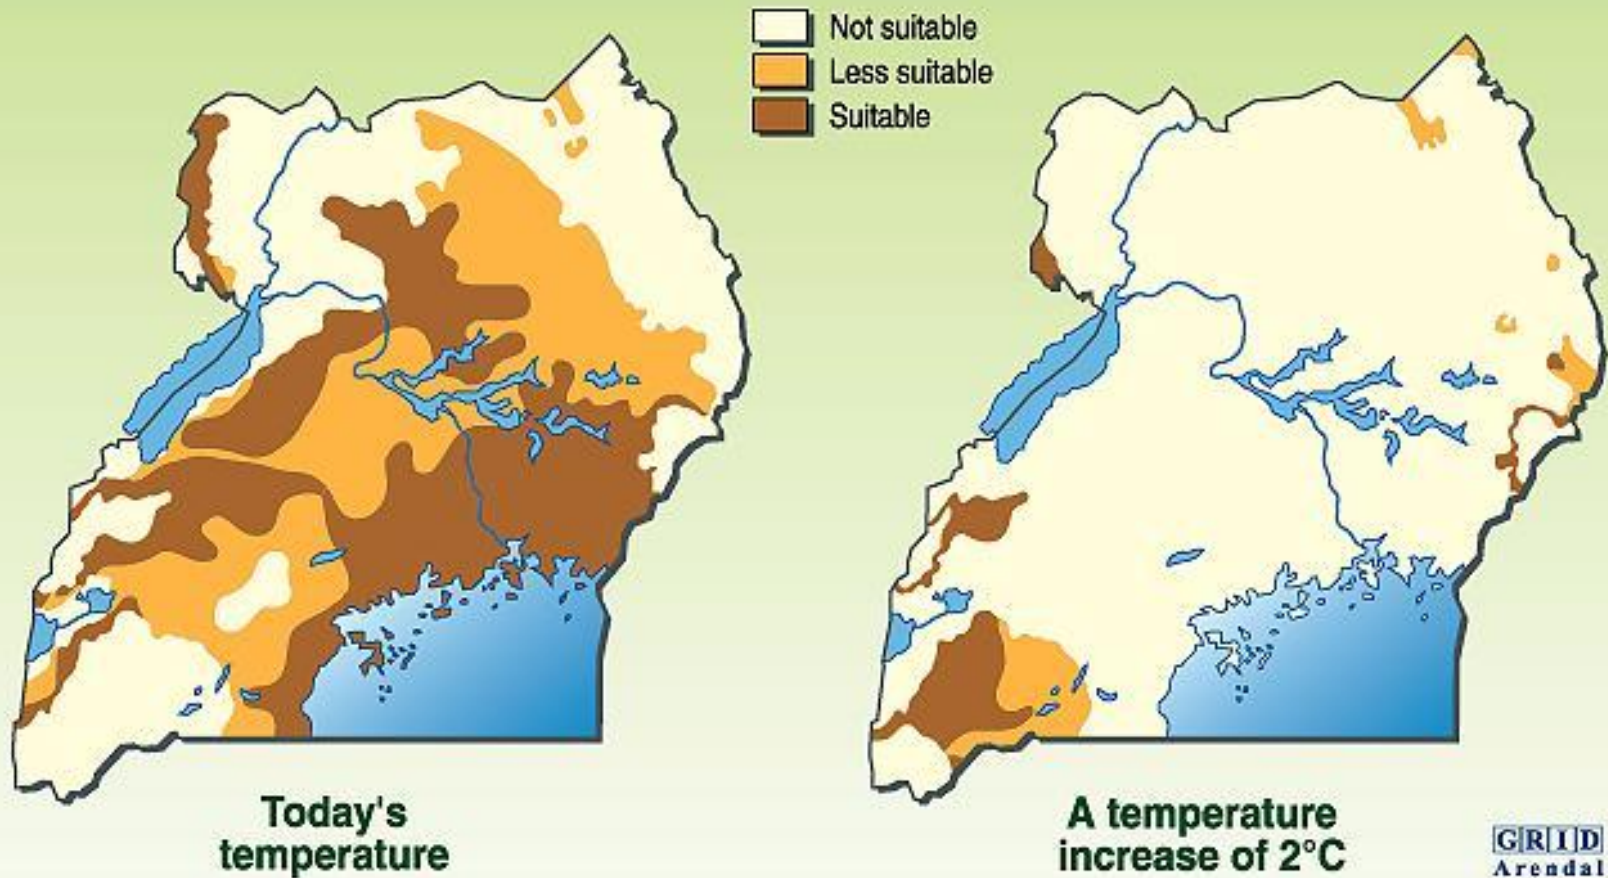 Not suitable
Less suitable
Suitable
Today's
temperature
A temperature
increase of 2°C
GRID
Arendal